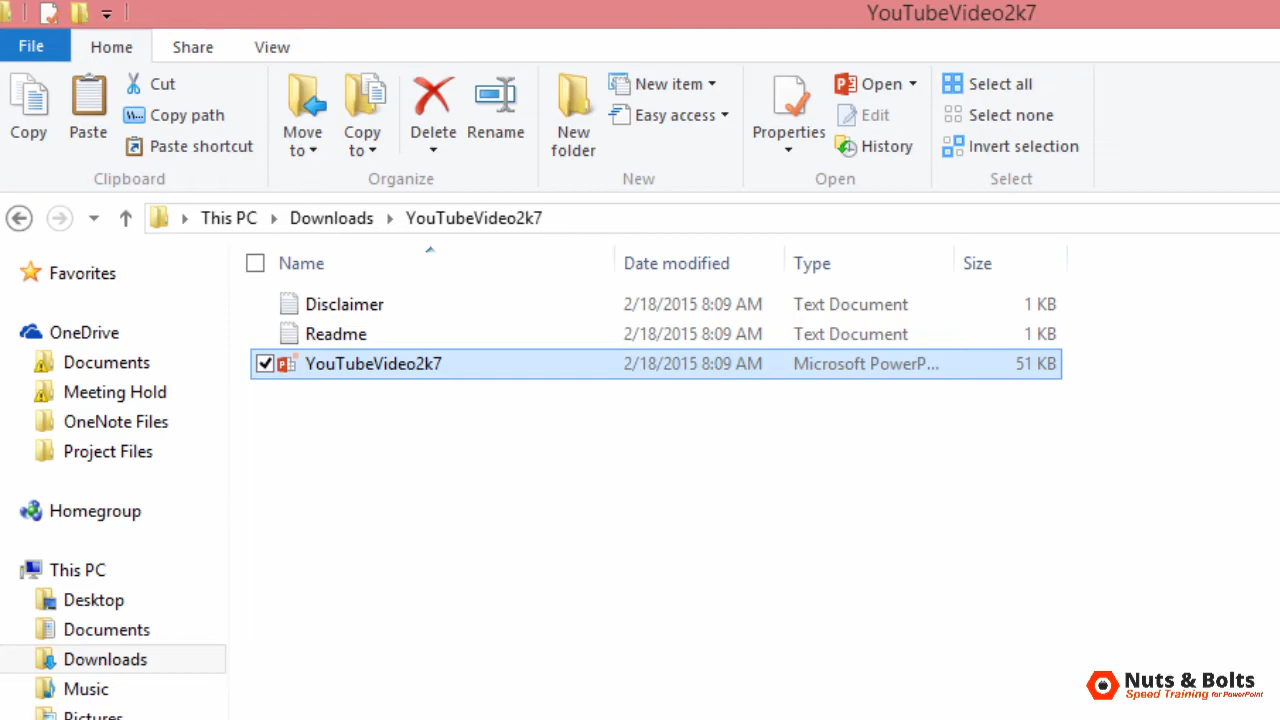 YouTubeVideo2k7
File Home Share View
Copy
Paste
Cut
Copy path
Paste shortcut
Clipboard
Move to
Copy to
Delete
Rename
Organize
New folder
New item
Easy access
New
Properties
Open
Edit
History
Open
Select all
Select none
Invert selection
Select
This PC Downloads YouTubeVideo2k7
Name Date modified Type Size
Disclaimer 2/18/2015 8:09 AM Text Document 1 KB
Readme 2/18/2015 8:09 AM Text Document 1 KB
YouTubeVideo2k7 2/18/2015 8:09 AM Microsoft PowerP... 51 KB
Favorites
OneDrive
Documents
Meeting Hold
OneNote Files
Project Files
Homegroup
This PC
Desktop
Documents
Downloads
Music
Pictures
Nuts & Bolts
Speed Training for PowerPoint